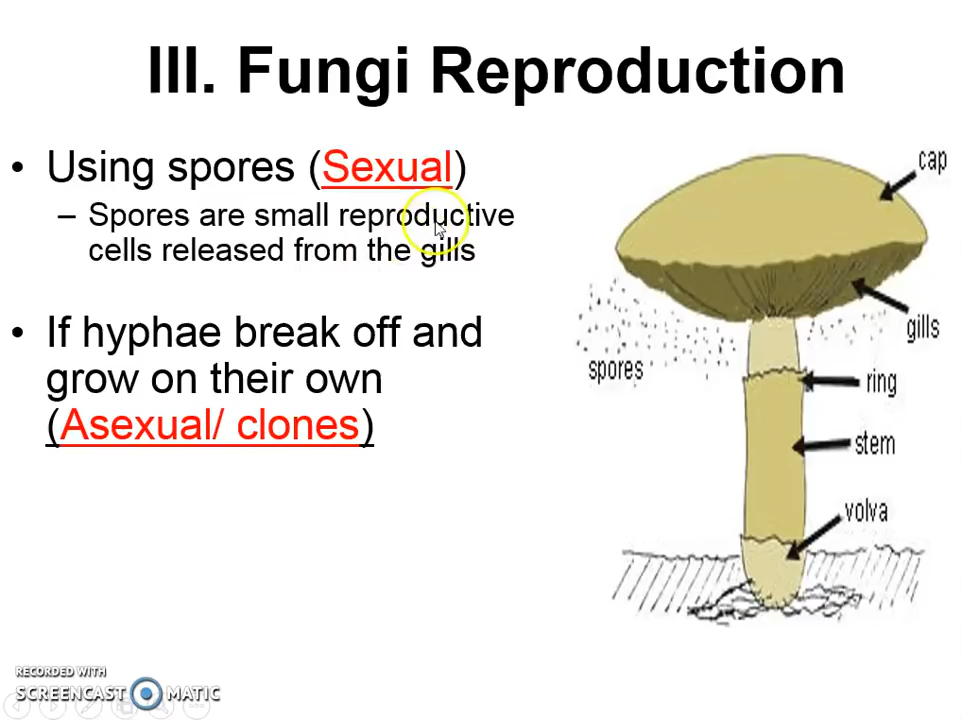 III. Fungi Reproduction
• Using spores (Sexual)
– Spores are small reproductive
cells released from the gills
• If hyphae break off and
grow on their own
(Asexual/ clones)
cap
gills
spores
ring
stem
volva
RECORDED WITH
SCREENCAST MATIC